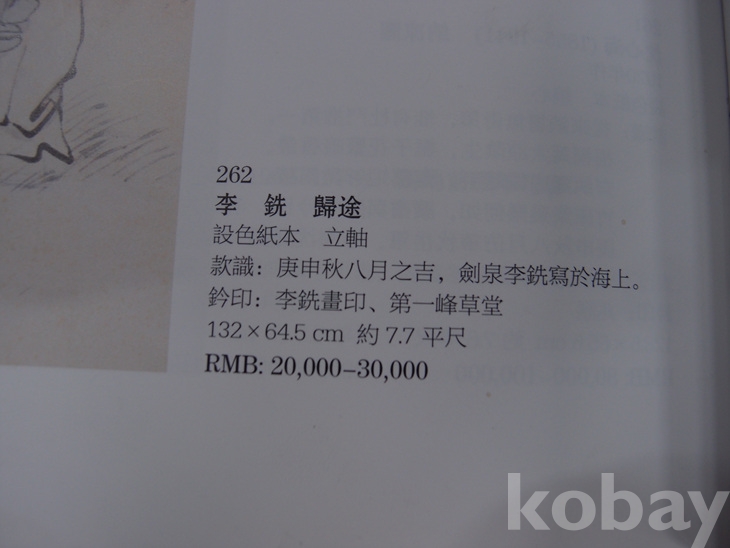 262
李 銑 歸途
設色紙本 立軸
款識：庚申秋八月之吉，劍泉李銑寫於海上。
鈐印：李銑畫印、第一峰草堂
132×64.5 cm 約 7.7 平尺
RMB: 20,000–30,000
kobay